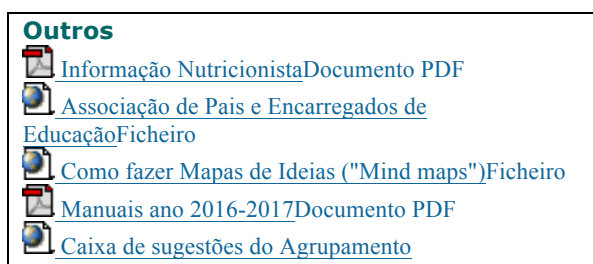 Outros
Informação NutricionistaDocumento PDF
Associação de Pais e Encarregados de
EducaçãoFicheiro
Como fazer Mapas de Ideias ("Mind maps")Ficheiro
Manuais ano 2016-2017Documento PDF
Caixa de sugestões do Agrupamento